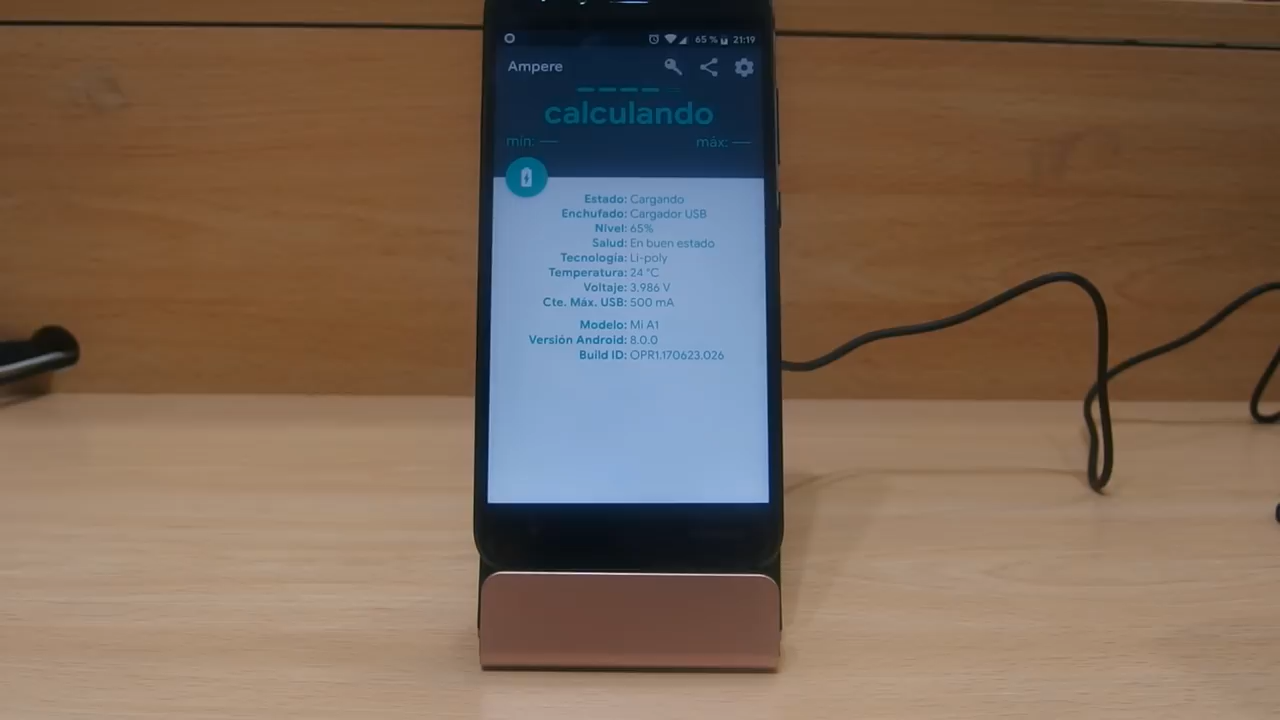 65 % 21:19
Ampere
calculando
mín: — máx: —
Estado: Cargando
Enchufado: Cargador USB
Nivel: 65%
Salud: En buen estado
Tecnología: Li-poly
Temperatura: 24 °C
Voltaje: 3.986 V
Cte. Máx. USB: 500 mA
Modelo: Mi A1
Versión Android: 8.0.0
Build ID: OPR1.170623.026